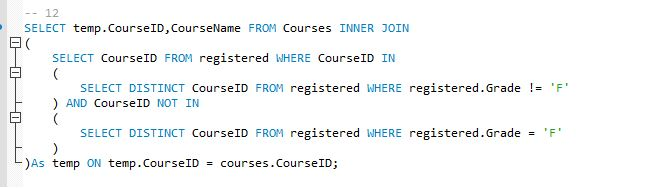 -- 12
SELECT temp.CourseID,CourseName FROM Courses INNER JOIN
(
SELECT CourseID FROM registered WHERE CourseID IN
(
SELECT DISTINCT CourseID FROM registered WHERE registered.Grade != 'F'
) AND CourseID NOT IN
(
SELECT DISTINCT CourseID FROM registered WHERE registered.Grade = 'F'
)
)As temp ON temp.CourseID = courses.CourseID;